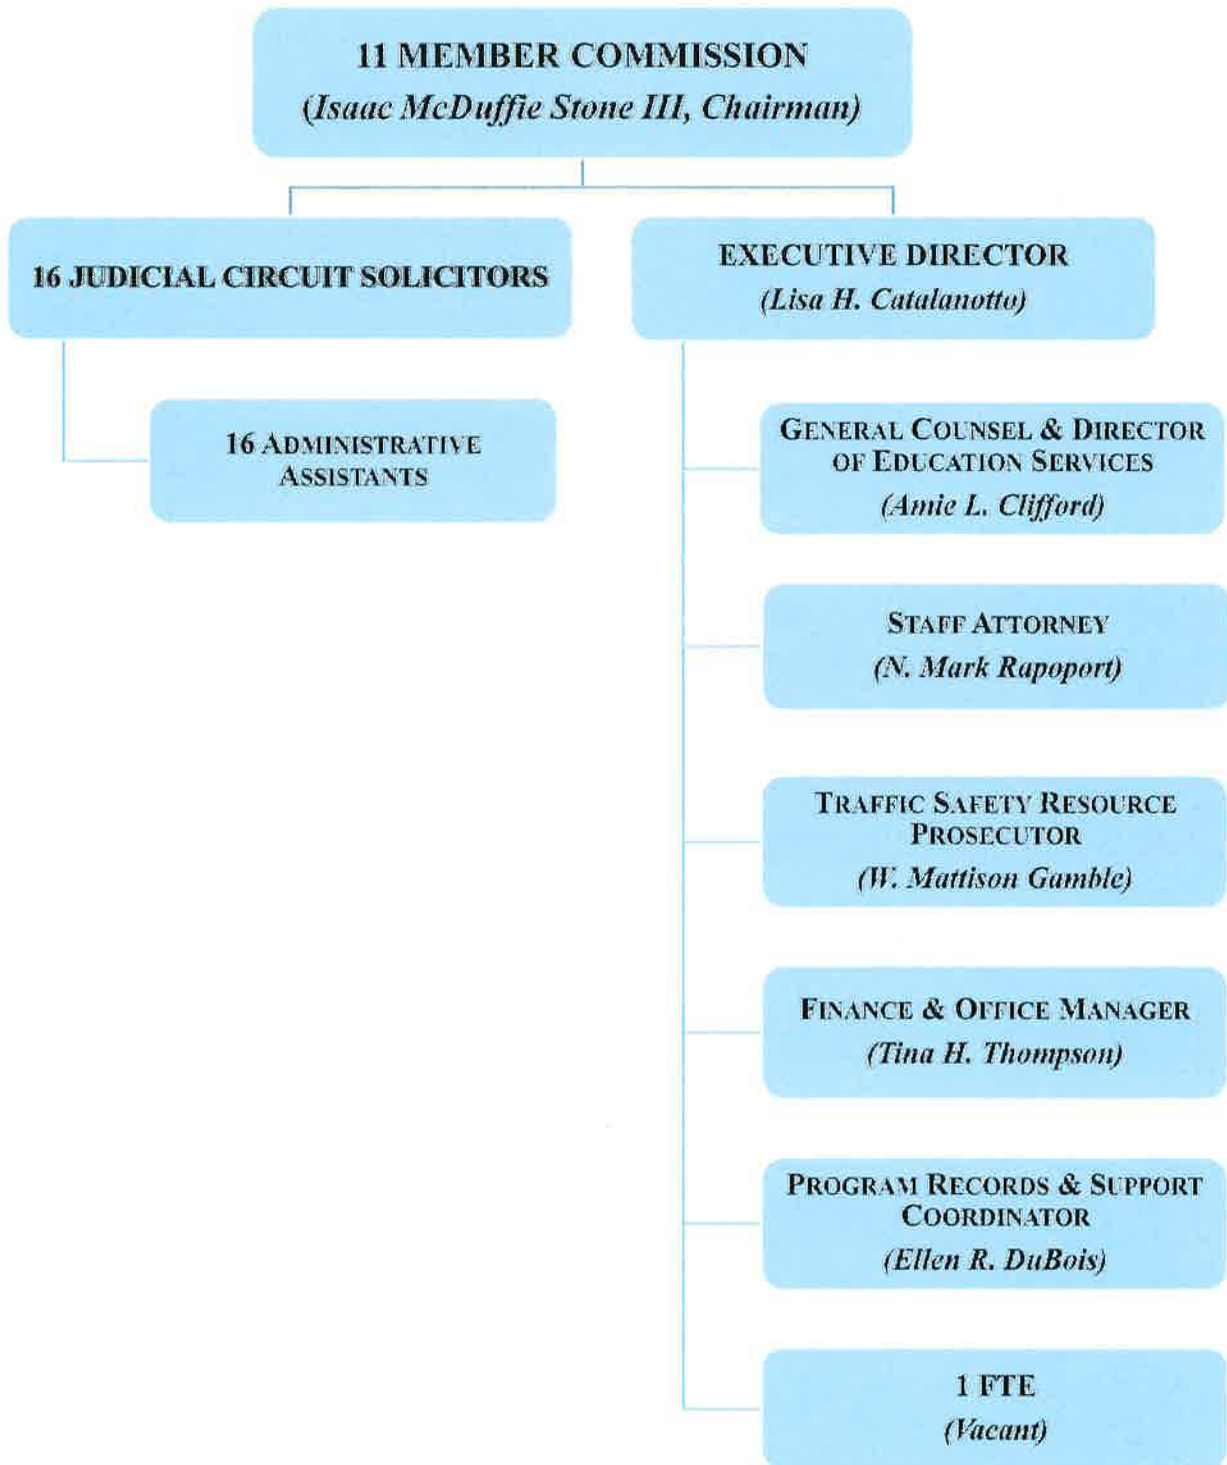 11 MEMBER COMMISSION
(Isaac McDuffie Stone III, Chairman)
16 JUDICIAL CIRCUIT SOLICITORS
EXECUTIVE DIRECTOR
(Lisa H. Catalanotto)
16 ADMINISTRATIVE
ASSISTANTS
GENERAL COUNSEL & DIRECTOR
OF EDUCATION SERVICES
(Amie L. Clifford)
STAFF ATTORNEY
(N. Mark Rapoport)
TRAFFIC SAFETY RESOURCE
PROSECUTOR
(W. Mattison Gamble)
FINANCE & OFFICE MANAGER
(Tina H. Thompson)
PROGRAM RECORDS & SUPPORT
COORDINATOR
(Ellen R. DuBois)
1 FTE
(Vacant)